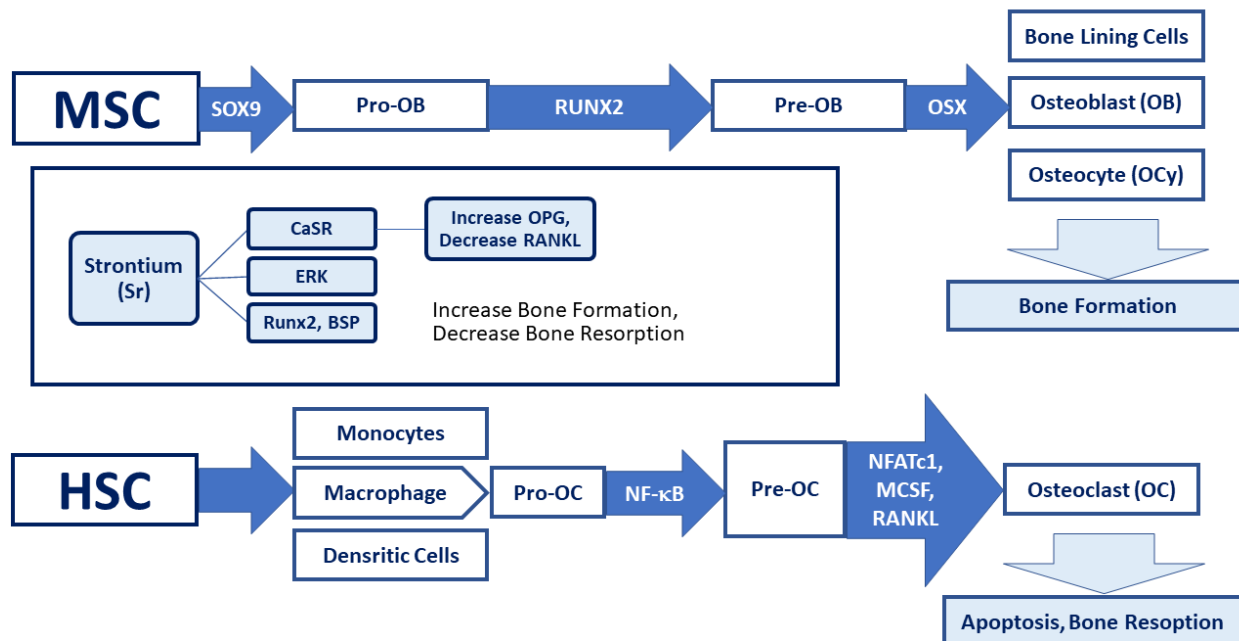 Bone Lining Cells
MSC
SOX9
Pro-OB
RUNX2
Pre-OB
OSX
Osteoblast (OB)
Osteocyte (OCy)
Strontium
(Sr)
CaSR
Increase OPG,
Decrease RANKL
ERK
Runx2, BSP
Increase Bone Formation,
Decrease Bone Resorption
Bone Formation
HSC
Monocytes
Macrophage
Densritic Cells
Pro-OC
NF-κB
Pre-OC
NFATc1,
MCSF,
RANKL
Osteoclast (OC)
Apoptosis, Bone Resoption